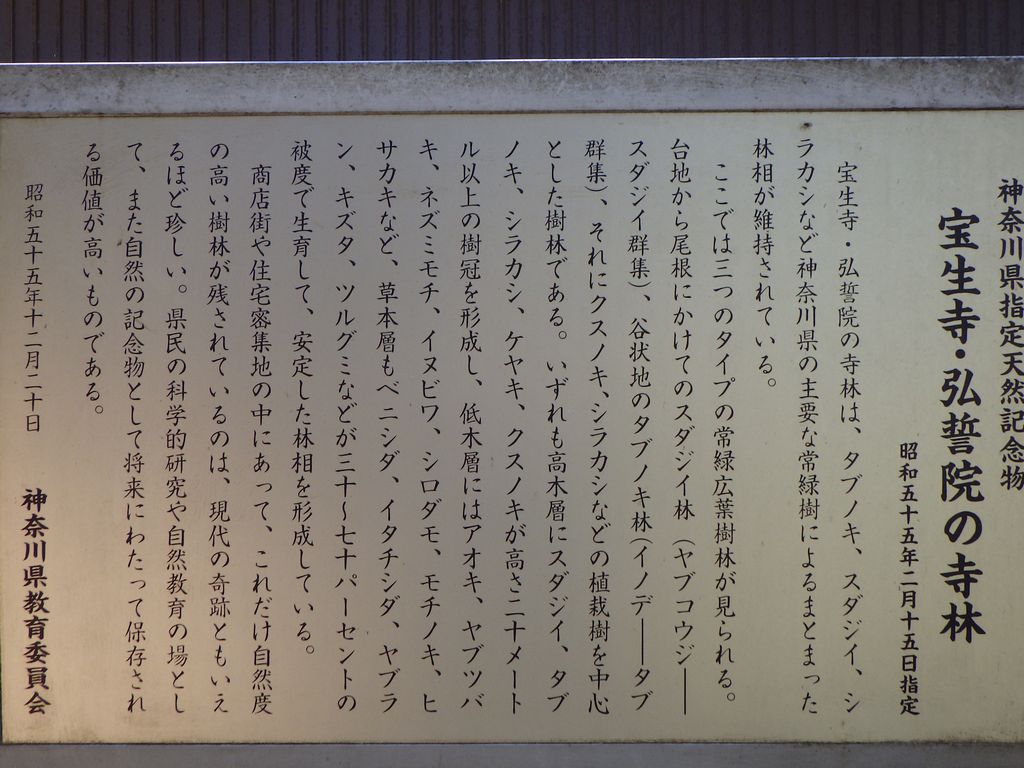 神奈川県指定天然記念物
宝生寺・弘誓院の寺林
昭和五十五年二月十五日指定
宝生寺・弘誓院の寺林は、タブノキ、スダジイ、シ
ラカシなど神奈川県の主要な常緑樹によるまとまった
林相が維持されている。
ここでは三つのタイプの常緑広葉樹林が見られる。
台地から尾根にかけてのスダジイ林（ヤブコウジ――
スダジイ群集）、谷状地のタブノキ林（イノデ――タブ
群集）、それにクスノキ、シラカシなどの植栽樹を中心
とした樹林である。いずれも高木層にスダジイ、タブ
ノキ、シラカシ、ケヤキ、クスノキが高さ二十メート
ル以上の樹冠を形成し、低木層にはアオキ、ヤブツバ
キ、ネズミモチ、イヌビワ、シロダモ、モチノキ、ヒ
サカキなど、草本層もベニシダ、イタチシダ、ヤブラ
ン、キズタ、ツルグミなどが三十～七十パーセントの
被度で生育して、安定した林相を形成している。
商店街や住宅密集地の中にあって、これだけ自然度
の高い樹林が残されているのは、現代の奇跡ともいえ
るほど珍しい。県民の科学的研究や自然教育の場とし
て、また自然の記念物として将来にわたって保存され
る価値が高いものである。
昭和五十五年十二月二十日
神奈川県教育委員会